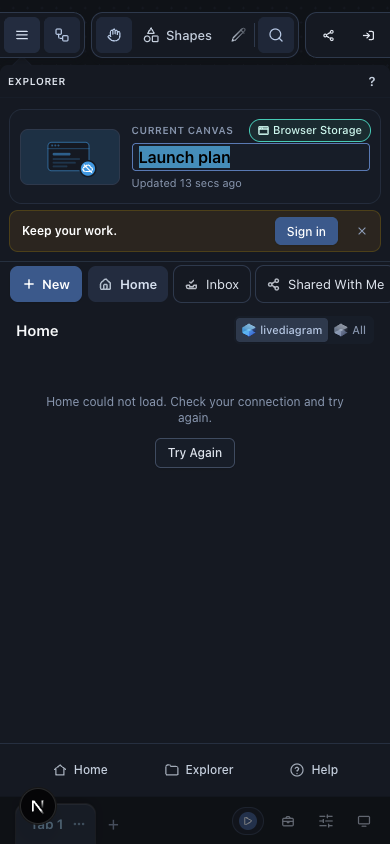 Shapes
EXPLORER
?
CURRENT CANVAS
Browser Storage
Launch plan
Updated 13 secs ago
Keep your work.
Sign in
New
Home
Inbox
Shared With Me
Home
livediagram
All
Home could not load. Check your connection and try
again.
Try Again
Home
Explorer
Help
N
Tab 1